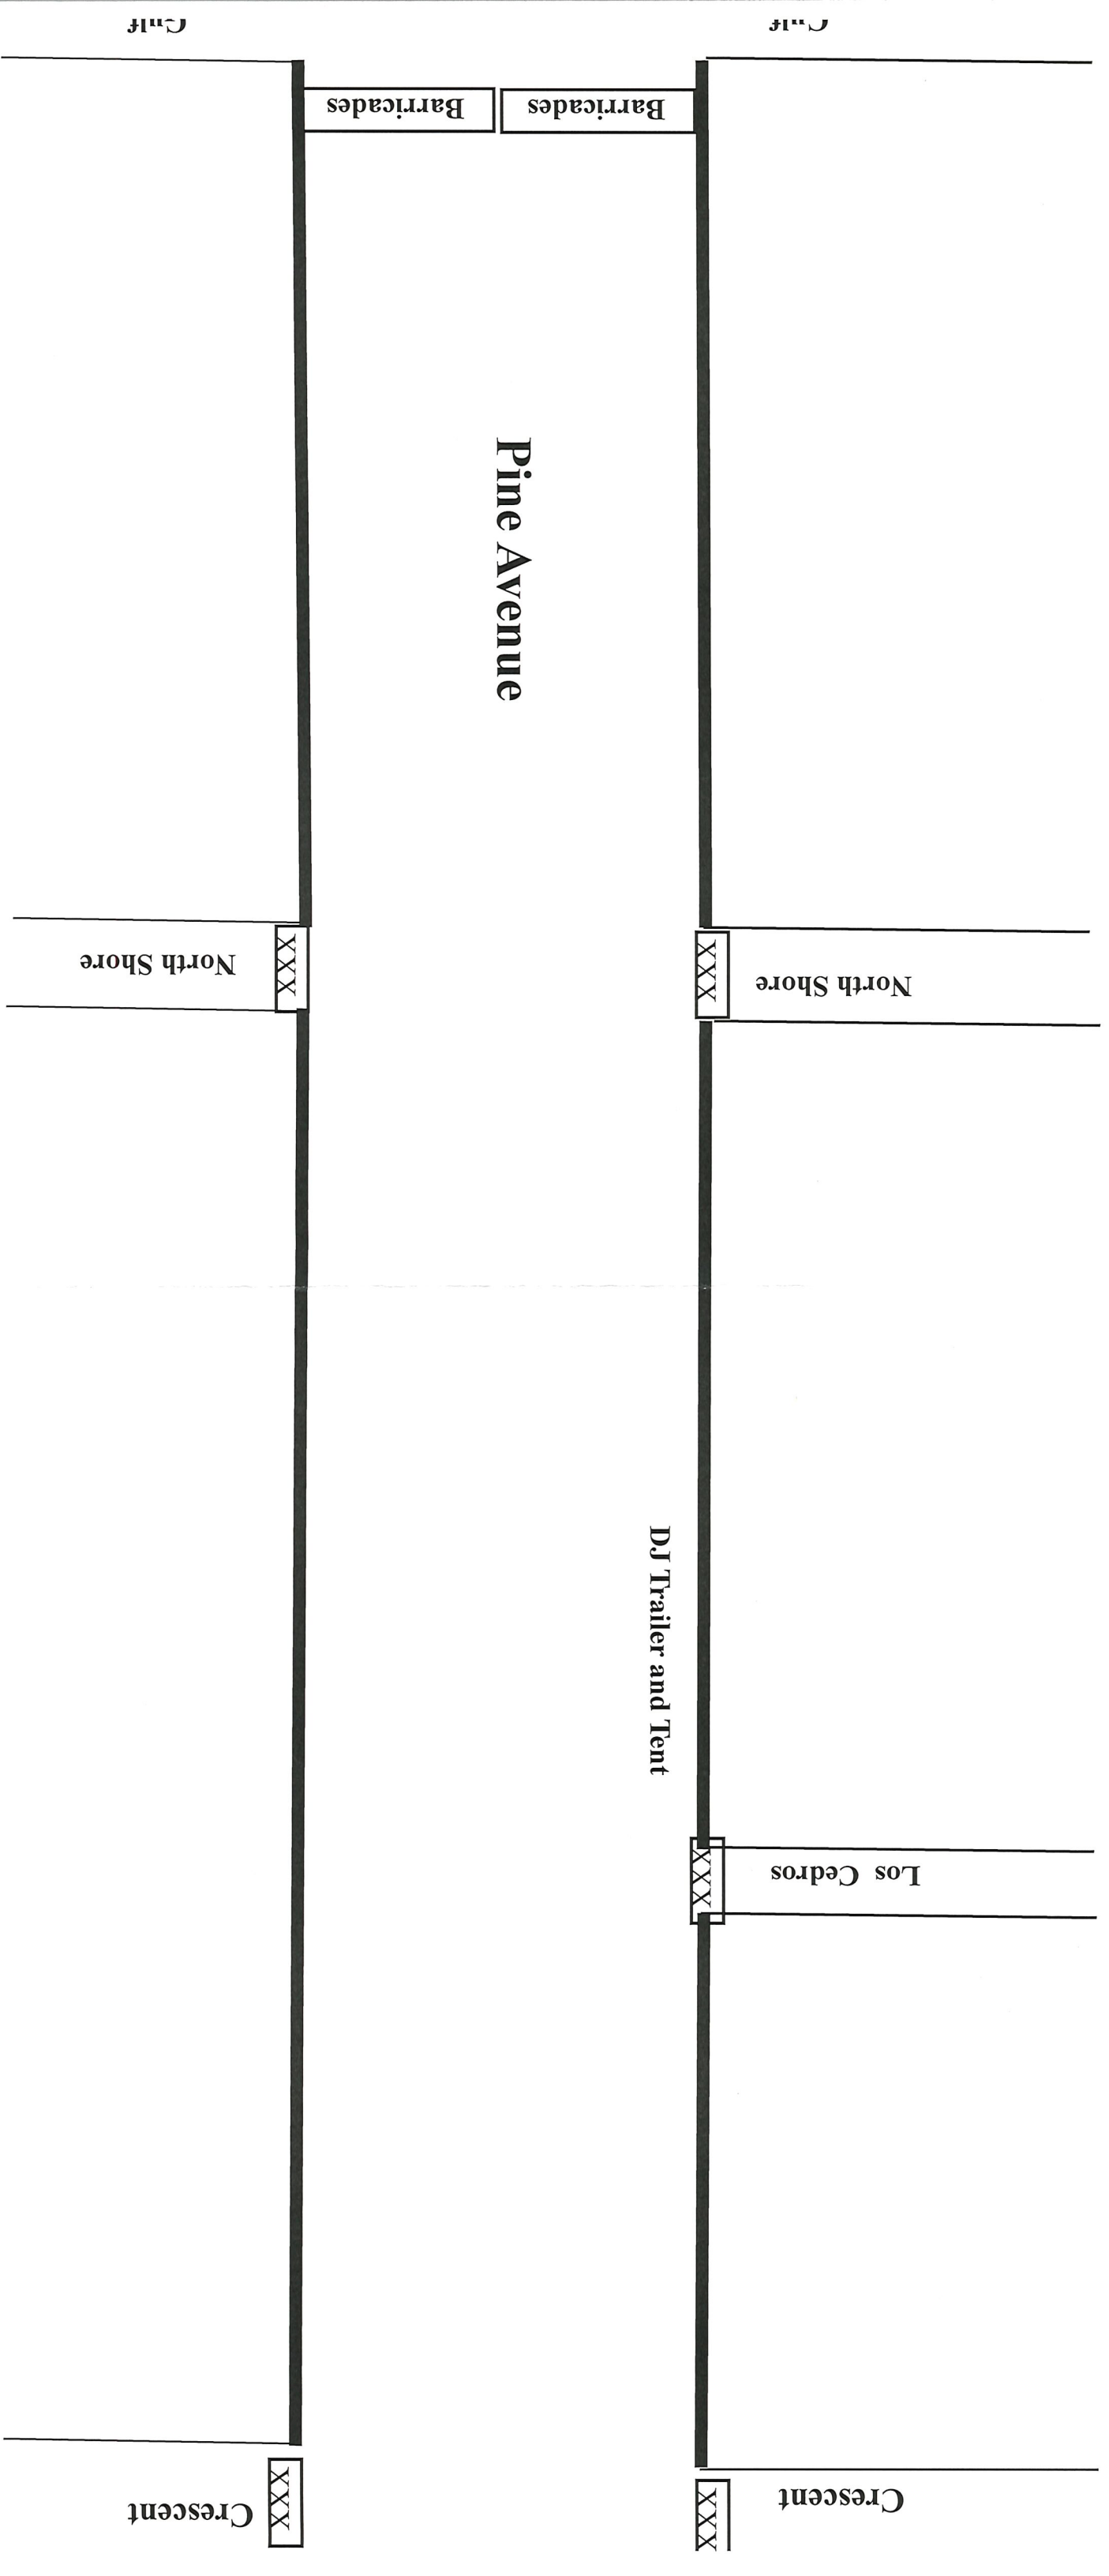 Gulf
Gulf
Barricades
Barricades
Pine Avenue
North Shore
XXX
XXX
North Shore
DJ Trailer and Tent
XXX
Los Cedros
Crescent
XXX
XXX
Crescent